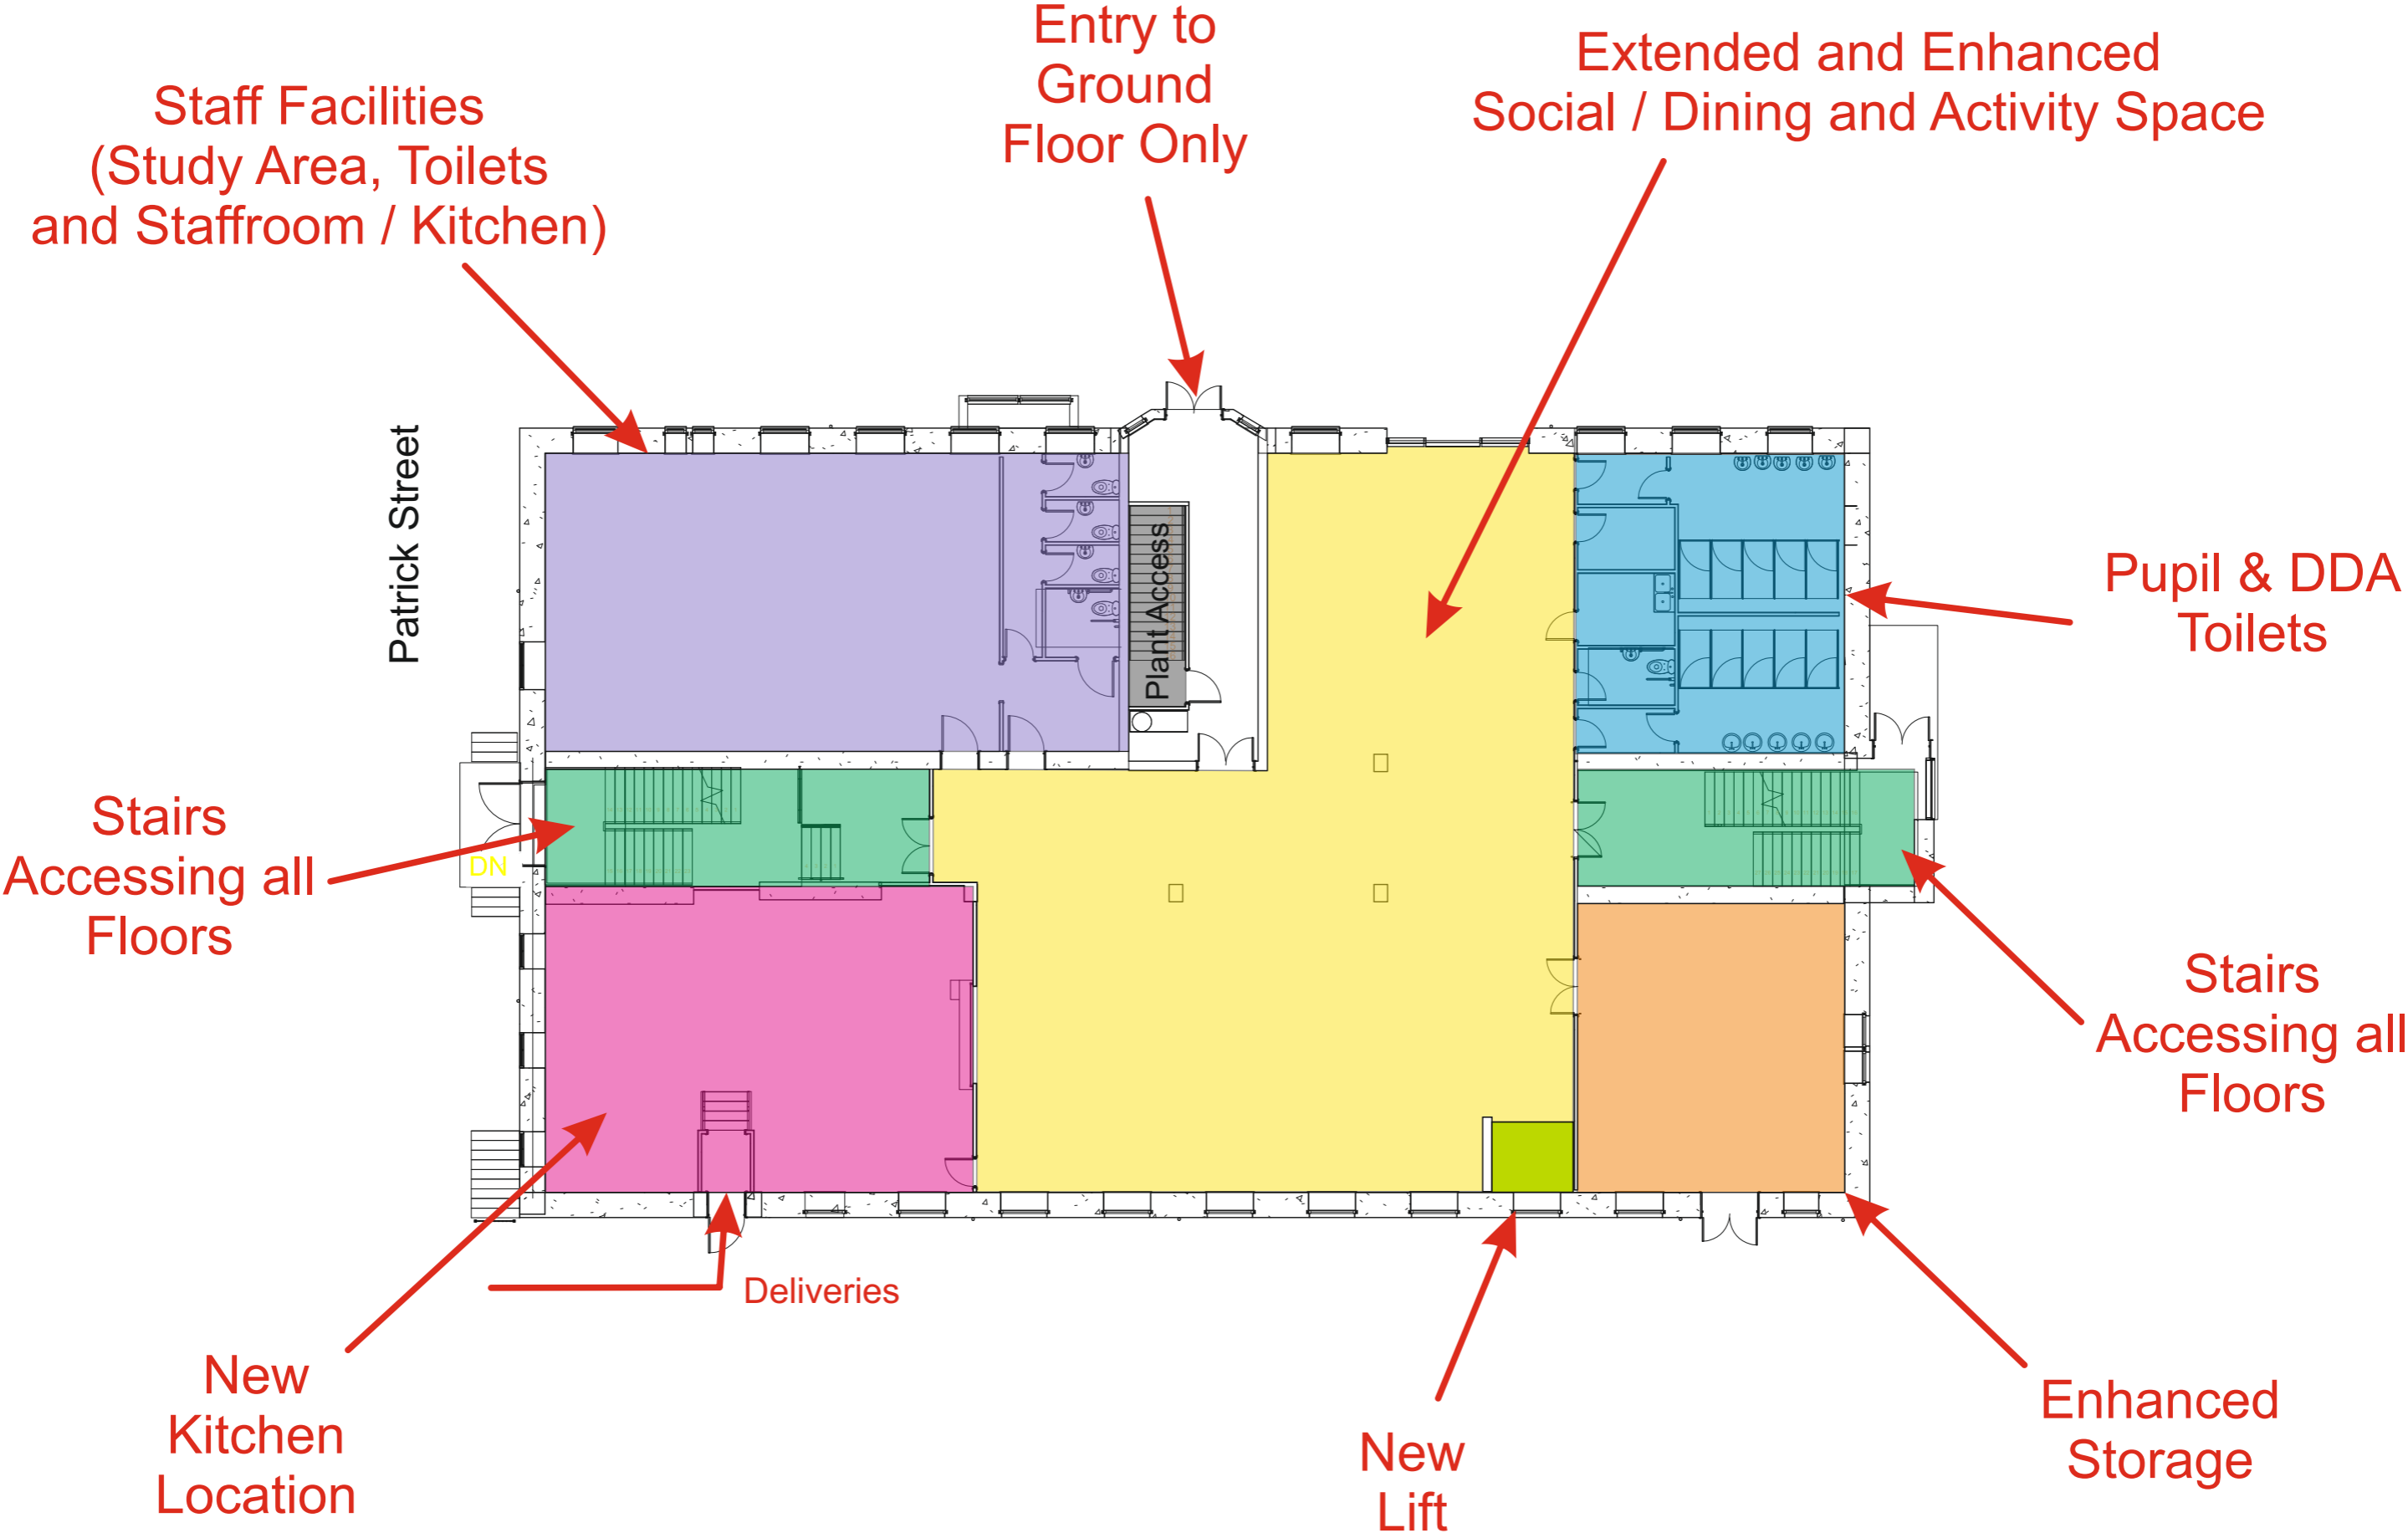 Entry to
Ground
Floor Only
Extended and Enhanced
Social / Dining and Activity Space
Staff Facilities
(Study Area, Toilets
and Staffroom / Kitchen)
Patrick Street
Plant Access
Pupil & DDA
Toilets
Stairs
Accessing all
Floors
DN
Stairs
Accessing all
Floors
Deliveries
New
Kitchen
Location
New
Lift
Enhanced
Storage